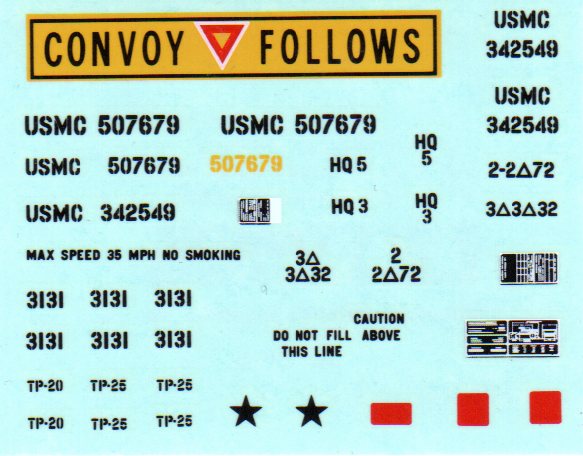 CONVOY FOLLOWS
USMC
342549
USMC
342549
USMC 507679
USMC 507679
HQ
5
USMC 507679
507679
HQ 5
2-2△72
USMC 342549
HQ 3
HQ
3
3△3△32
MAX SPEED 35 MPH NO SMOKING
3△
3△32
2
2△72
3131 3131 3131
3131 3131 3131
CAUTION
DO NOT FILL ABOVE
THIS LINE
TP-20 TP-25 TP-25
TP-20 TP-25 TP-25